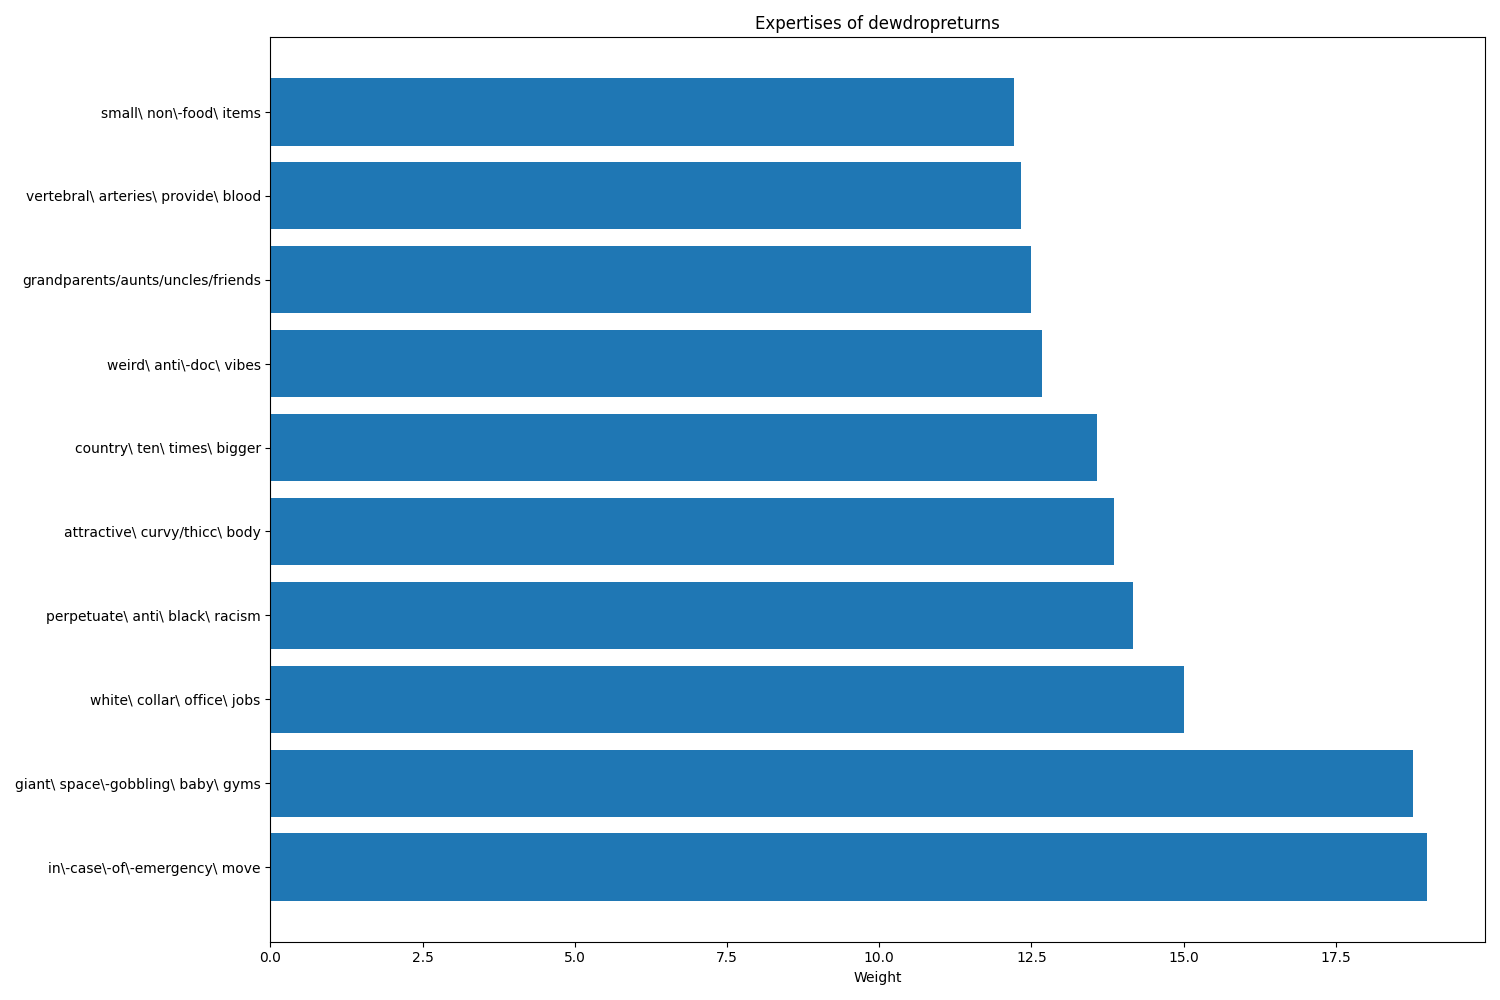 Expertises of dewdropreturns
small\ non\-food\ items
vertebral\ arteries\ provide\ blood
grandparents/aunts/uncles/friends
weird\ anti\-doc\ vibes
country\ ten\ times\ bigger
attractive\ curvy/thicc\ body
perpetuate\ anti\ black\ racism
white\ collar\ office\ jobs
giant\ space\-gobbling\ baby\ gyms
in\-case\-of\-emergency\ move
0.0 2.5 5.0 7.5 10.0 12.5 15.0 17.5
Weight